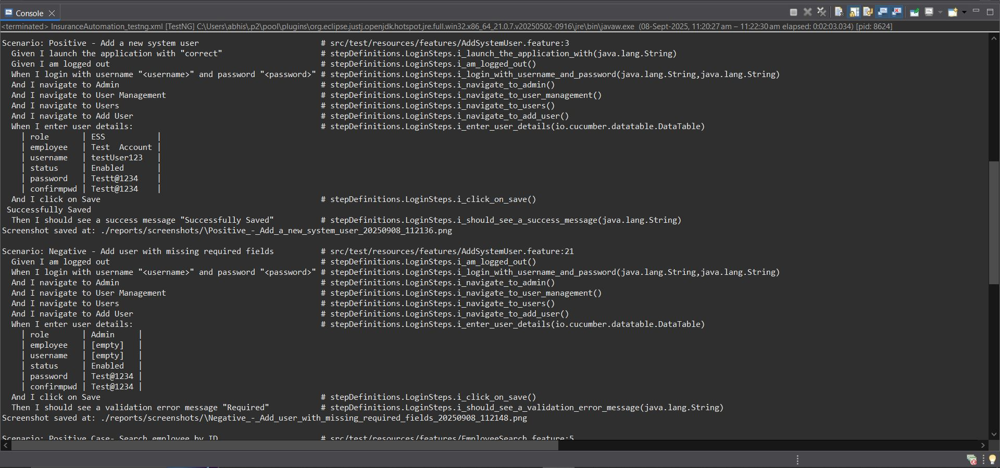 Console
<terminated> InsuranceAutomation_testng.xml [TestNG] C:\Users\abhis\.p2\pool\plugins\org.eclipse.justj.openjdk.hotspot.jre.full.win32.x86_64_21.0.7.v20250502-0916\jre\bin\javaw.exe (08-Sept-2025, 11:20:27 am – 11:22:30 am elapsed: 0:02:03.034) [pid: 8624]
Scenario: Positive - Add a new system user # src/test/resources/features/AddSystemUser.feature:3
Given I launch the application with "correct" # stepDefinitions.LoginSteps.i_launch_the_application_with(java.lang.String)
Given I am logged out # stepDefinitions.LoginSteps.i_am_logged_out()
When I login with username "<username>" and password "<password>" # stepDefinitions.LoginSteps.i_login_with_username_and_password(java.lang.String,java.lang.String)
And I navigate to Admin # stepDefinitions.LoginSteps.i_navigate_to_admin()
And I navigate to User Management # stepDefinitions.LoginSteps.i_navigate_to_user_management()
And I navigate to Users # stepDefinitions.LoginSteps.i_navigate_to_users()
And I navigate to Add User # stepDefinitions.LoginSteps.i_navigate_to_add_user()
When I enter user details: # stepDefinitions.LoginSteps.i_enter_user_details(io.cucumber.datatable.DataTable)
| role | ESS |
| employee | Test  Account |
| username | testUser123 |
| status | Enabled |
| password | Testt@1234 |
| confirmpwd | Testt@1234 |
And I click on Save # stepDefinitions.LoginSteps.i_click_on_save()
Successfully Saved
Then I should see a success message "Successfully Saved" # stepDefinitions.LoginSteps.i_should_see_a_success_message(java.lang.String)
Screenshot saved at: ./reports/screenshots/\Positive_-_Add_a_new_system_user_20250908_112136.png
Scenario: Negative - Add user with missing required fields # src/test/resources/features/AddSystemUser.feature:21
Given I am logged out # stepDefinitions.LoginSteps.i_am_logged_out()
When I login with username "<username>" and password "<password>" # stepDefinitions.LoginSteps.i_login_with_username_and_password(java.lang.String,java.lang.String)
And I navigate to Admin # stepDefinitions.LoginSteps.i_navigate_to_admin()
And I navigate to User Management # stepDefinitions.LoginSteps.i_navigate_to_user_management()
And I navigate to Users # stepDefinitions.LoginSteps.i_navigate_to_users()
And I navigate to Add User # stepDefinitions.LoginSteps.i_navigate_to_add_user()
When I enter user details: # stepDefinitions.LoginSteps.i_enter_user_details(io.cucumber.datatable.DataTable)
| role | Admin |
| employee | [empty] |
| username | [empty] |
| status | Enabled |
| password | Test@1234 |
| confirmpwd | Test@1234 |
And I click on Save # stepDefinitions.LoginSteps.i_click_on_save()
Then I should see a validation error message "Required" # stepDefinitions.LoginSteps.i_should_see_a_validation_error_message(java.lang.String)
Screenshot saved at: ./reports/screenshots/\Negative_-_Add_user_with_missing_required_fields_20250908_112148.png
Scenario: Positive Case- Search employee by ID # src/test/resources/features/EmployeeSearch.feature:5